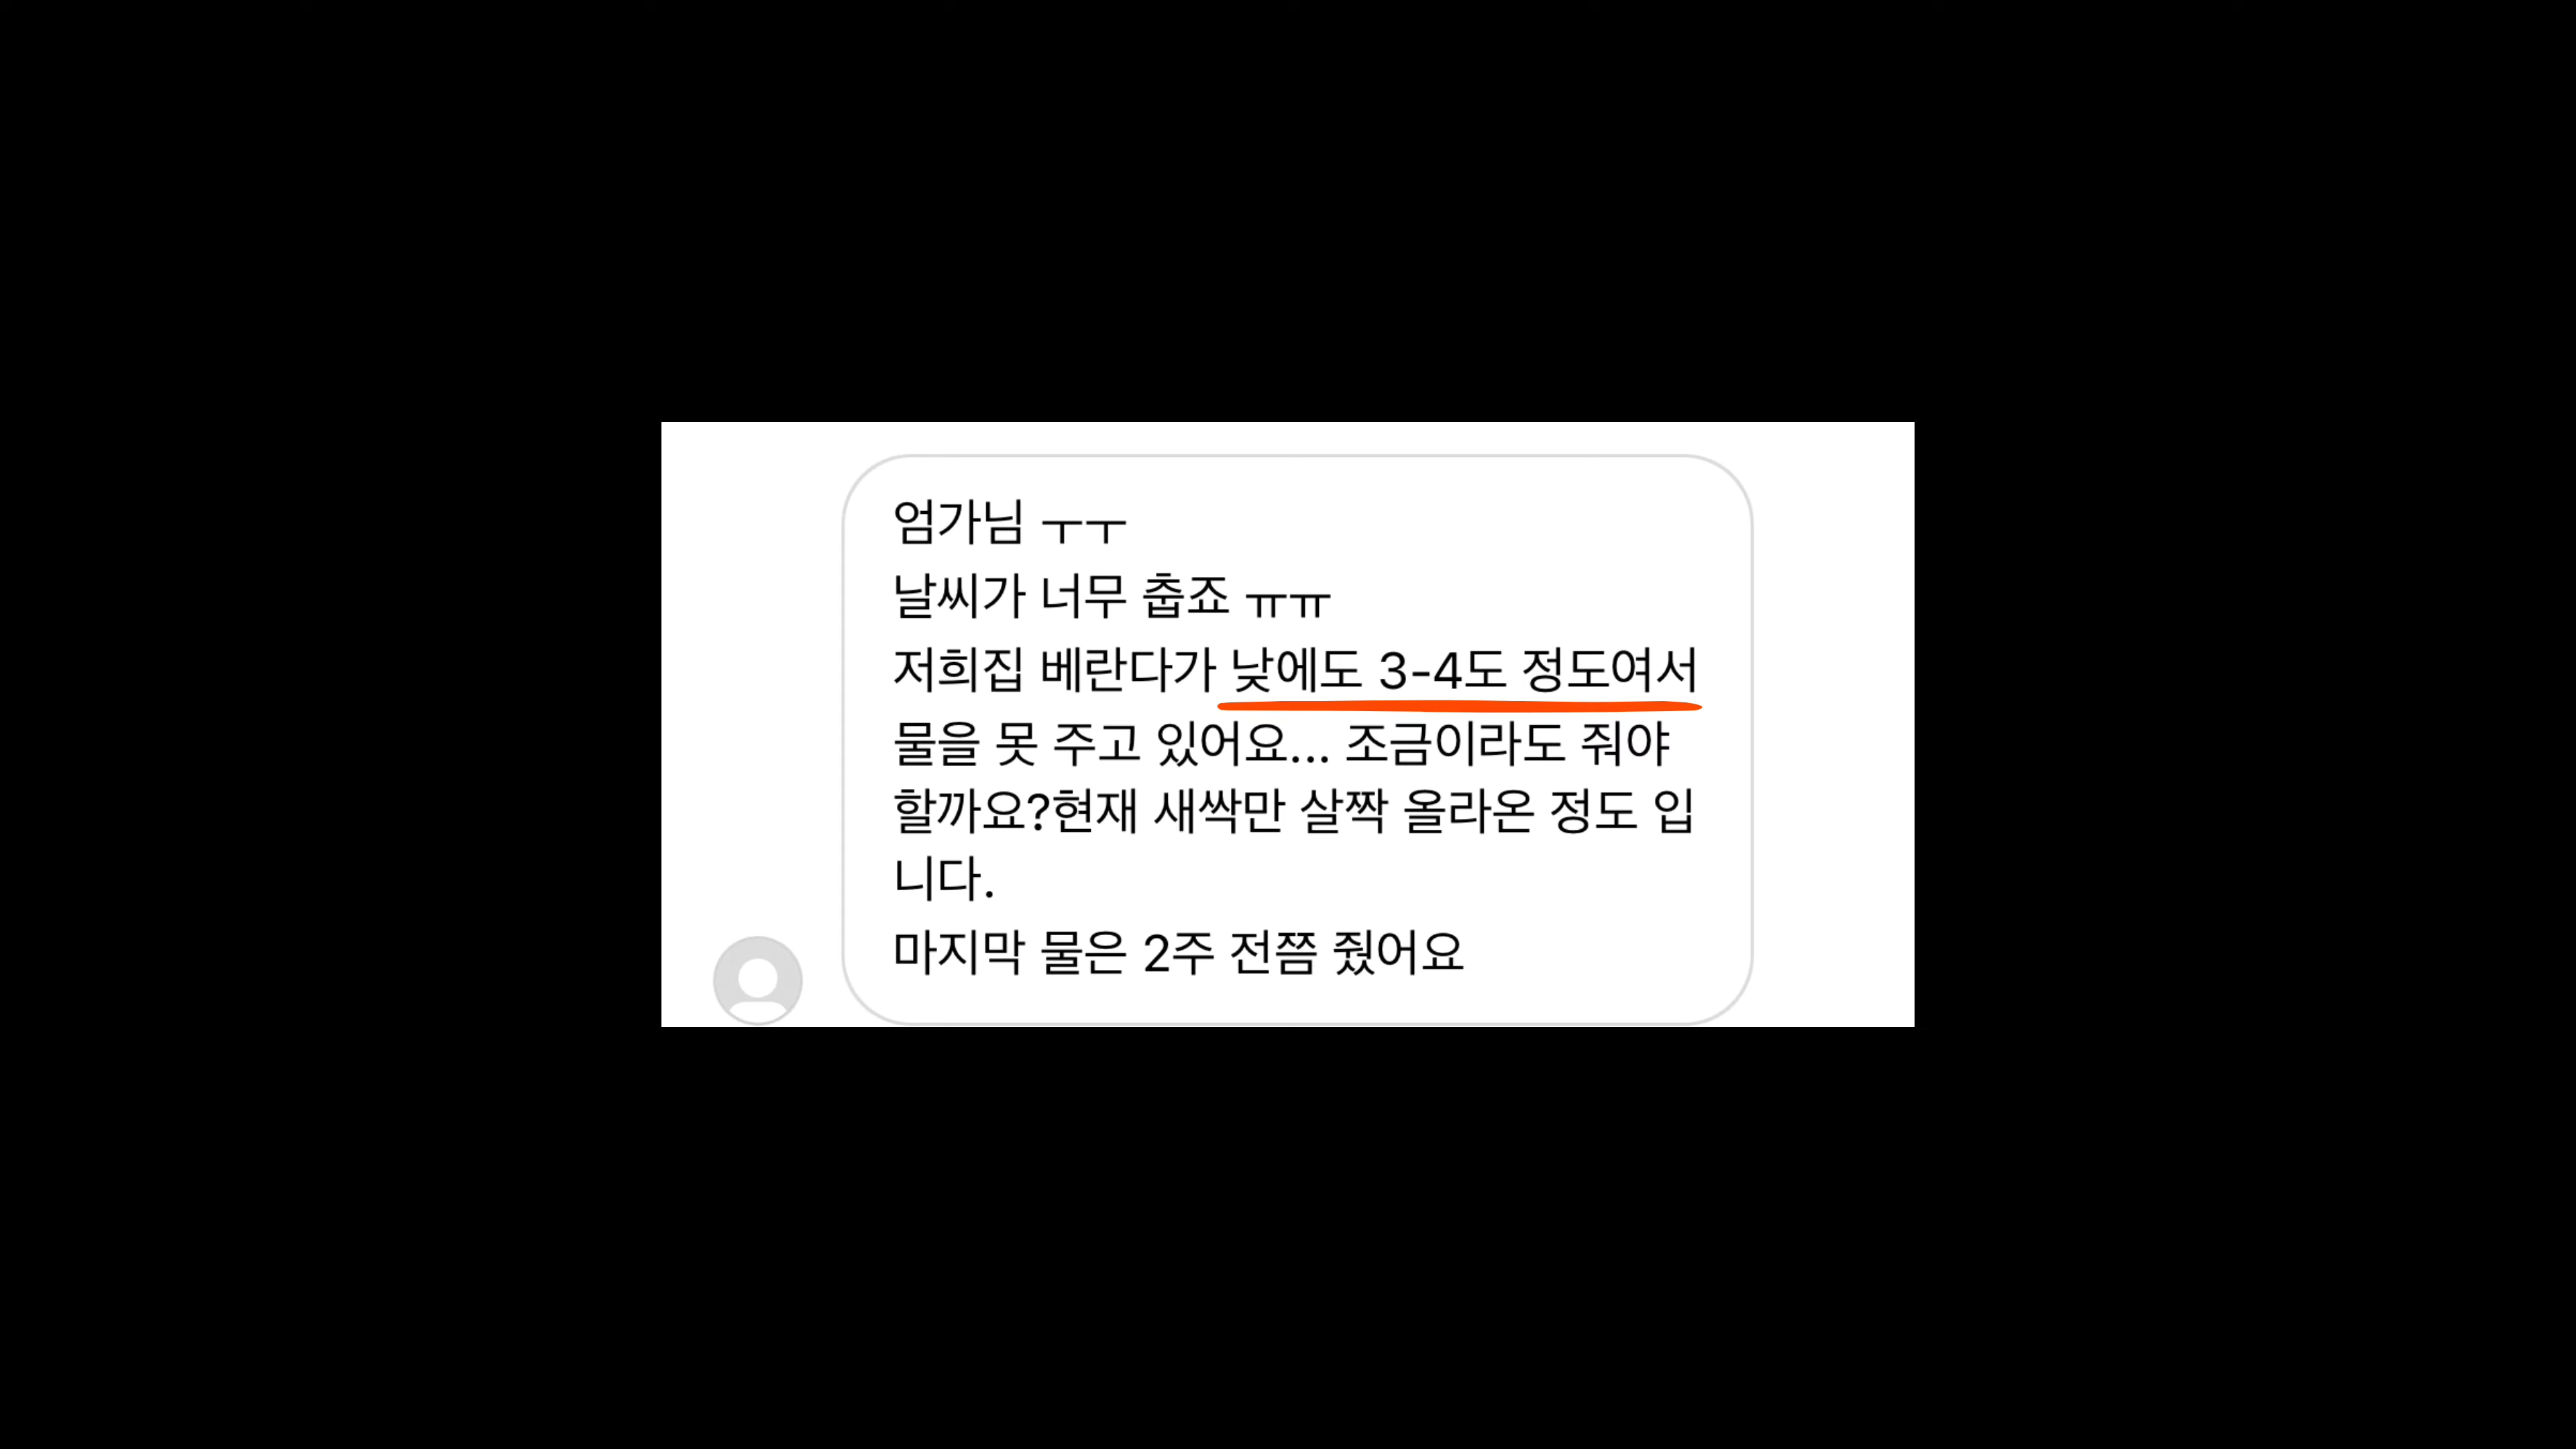 엄가님 ㅜㅜ
날씨가 너무 춥죠 ㅠㅠ
저희집 베란다가 낮에도 3-4도 정도여서
물을 못 주고 있어요... 조금이라도 줘야
할까요?현재 새싹만 살짝 올라온 정도 입
니다.
마지막 물은 2주 전쯤 줬어요